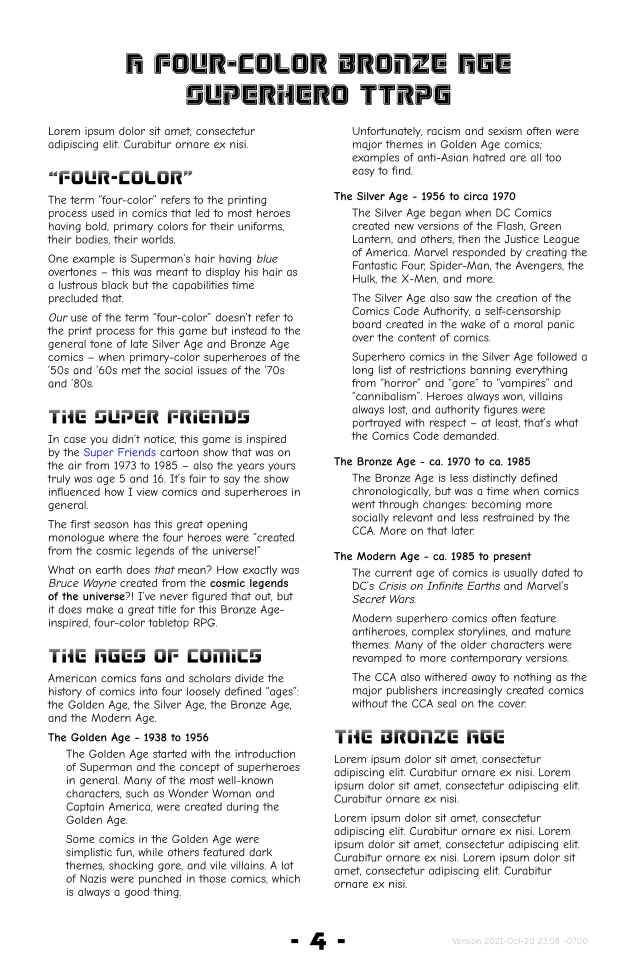 A FOUR-COLOR BRONZE AGE
SUPERHERO TTRPG
Lorem ipsum dolor sit amet, consectetur
adipiscing elit. Curabitur ornare ex nisi.
“FOUR-COLOR”
The term “four-color” refers to the printing
process used in comics that led to most heroes
having bold, primary colors for their uniforms,
their bodies, their worlds.
One example is Superman’s hair having blue
overtones – this was meant to display his hair as
a lustrous black but the capabilities time
precluded that.
Our use of the term “four-color” doesn’t refer to
the print process for this game but instead to the
general tone of late Silver Age and Bronze Age
comics – when primary-color superheroes of the
’50s and ’60s met the social issues of the ’70s
and ’80s.
THE SUPER FRIENDS
In case you didn’t notice, this game is inspired
by the Super Friends cartoon show that was on
the air from 1973 to 1985 – also the years yours
truly was age 5 and 16. It’s fair to say the show
influenced how I view comics and superheroes in
general.
The first season has this great opening
monologue where the four heroes were “created
from the cosmic legends of the universe!”
What on earth does that mean? How exactly was
Bruce Wayne created from the cosmic legends
of the universe?! I’ve never figured that out, but
it does make a great title for this Bronze Age-
inspired, four-color tabletop RPG.
THE AGES OF COMICS
American comics fans and scholars divide the
history of comics into four loosely defined “ages”:
the Golden Age, the Silver Age, the Bronze Age,
and the Modern Age.
The Golden Age - 1938 to 1956
The Golden Age started with the introduction
of Superman and the concept of superheroes
in general. Many of the most well-known
characters, such as Wonder Woman and
Captain America, were created during the
Golden Age.
Some comics in the Golden Age were
simplistic fun, while others featured dark
themes, shocking gore, and vile villains. A lot
of Nazis were punched in those comics, which
is always a good thing.
Unfortunately, racism and sexism often were
major themes in Golden Age comics;
examples of anti-Asian hatred are all too
easy to find.
The Silver Age - 1956 to circa 1970
The Silver Age began when DC Comics
created new versions of the Flash, Green
Lantern, and others, then the Justice League
of America. Marvel responded by creating the
Fantastic Four, Spider-Man, the Avengers, the
Hulk, the X-Men, and more.
The Silver Age also saw the creation of the
Comics Code Authority, a self-censorship
board created in the wake of a moral panic
over the content of comics.
Superhero comics in the Silver Age followed a
long list of restrictions banning everything
from “horror” and “gore” to “vampires” and
“cannibalism”. Heroes always won, villains
always lost, and authority figures were
portrayed with respect – at least, that’s what
the Comics Code demanded.
The Bronze Age - ca. 1970 to ca. 1985
The Bronze Age is less distinctly defined
chronologically, but was a time when comics
went through changes: becoming more
socially relevant and less restrained by the
CCA. More on that later.
The Modern Age - ca. 1985 to present
The current age of comics is usually dated to
DC’s Crisis on Infinite Earths and Marvel’s
Secret Wars.
Modern superhero comics often feature
antiheroes, complex storylines, and mature
themes. Many of the older characters were
revamped to more contemporary versions.
The CCA also withered away to nothing as the
major publishers increasingly created comics
without the CCA seal on the cover.
THE BRONZE AGE
Lorem ipsum dolor sit amet, consectetur
adipiscing elit. Curabitur ornare ex nisi. Lorem
ipsum dolor sit amet, consectetur adipiscing elit.
Curabitur ornare ex nisi.
Lorem ipsum dolor sit amet, consectetur
adipiscing elit. Curabitur ornare ex nisi. Lorem
ipsum dolor sit amet, consectetur adipiscing elit.
Curabitur ornare ex nisi. Lorem ipsum dolor sit
amet, consectetur adipiscing elit. Curabitur
ornare ex nisi.
- 4 -
Version 2021-Oct-20 23:08 -0700